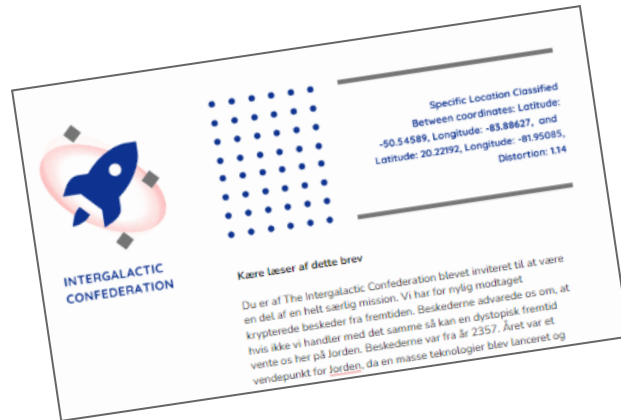 Specific Location Classified
Between coordinates: Latitude:
-50.54589, Longitude: -83.88627, and
Latitude: 20.22192, Longitude: -81.95085,
Distortion: 1.14
INTERGALACTIC
CONFEDERATION
Kære læser af dette brev
Du er af The Intergalactic Confederation blevet inviteret til at være
en del af en helt særlig mission. Vi har for nylig modtaget
krypterede beskeder fra fremtiden. Beskederne advarede os om, at
hvis ikke vi handler med det samme så kan en dystopisk fremtid
vente os her på Jorden. Beskederne var fra år 2357. Året var et
vendepunkt for Jorden, da en masse teknologier blev lanceret og